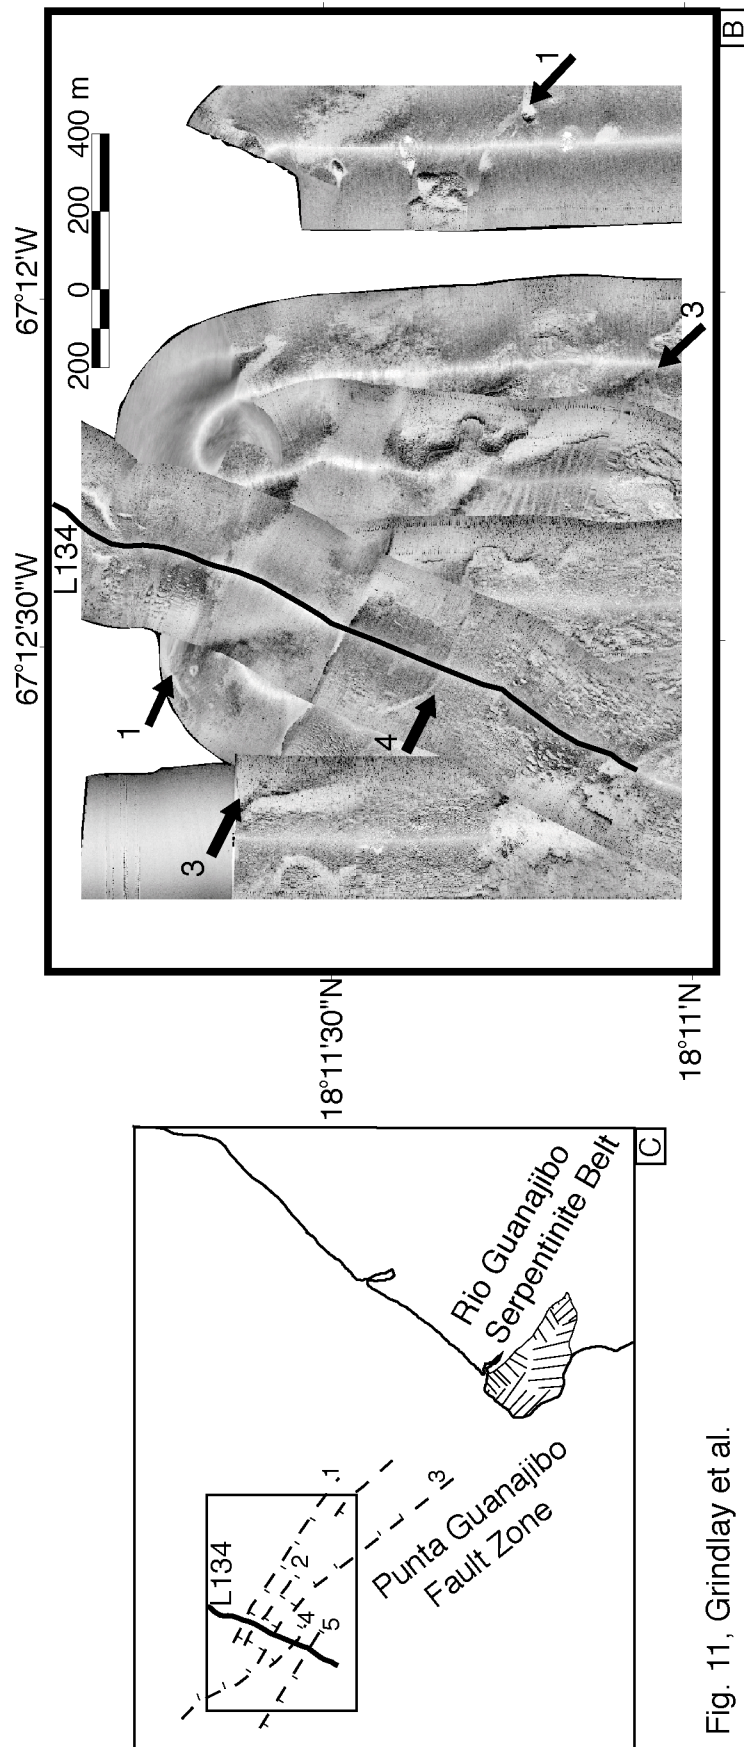 67°12'30"W
67°12'W
L134
200 0 200 400 m
1
1
3
4
3
18°11'30"N
18°11'N
B
L134
1
2
3
4
5
Punta Guanajibo
Fault Zone
Rio Guanajibo
Serpentinite Belt
C
Fig. 11, Grindlay et al.